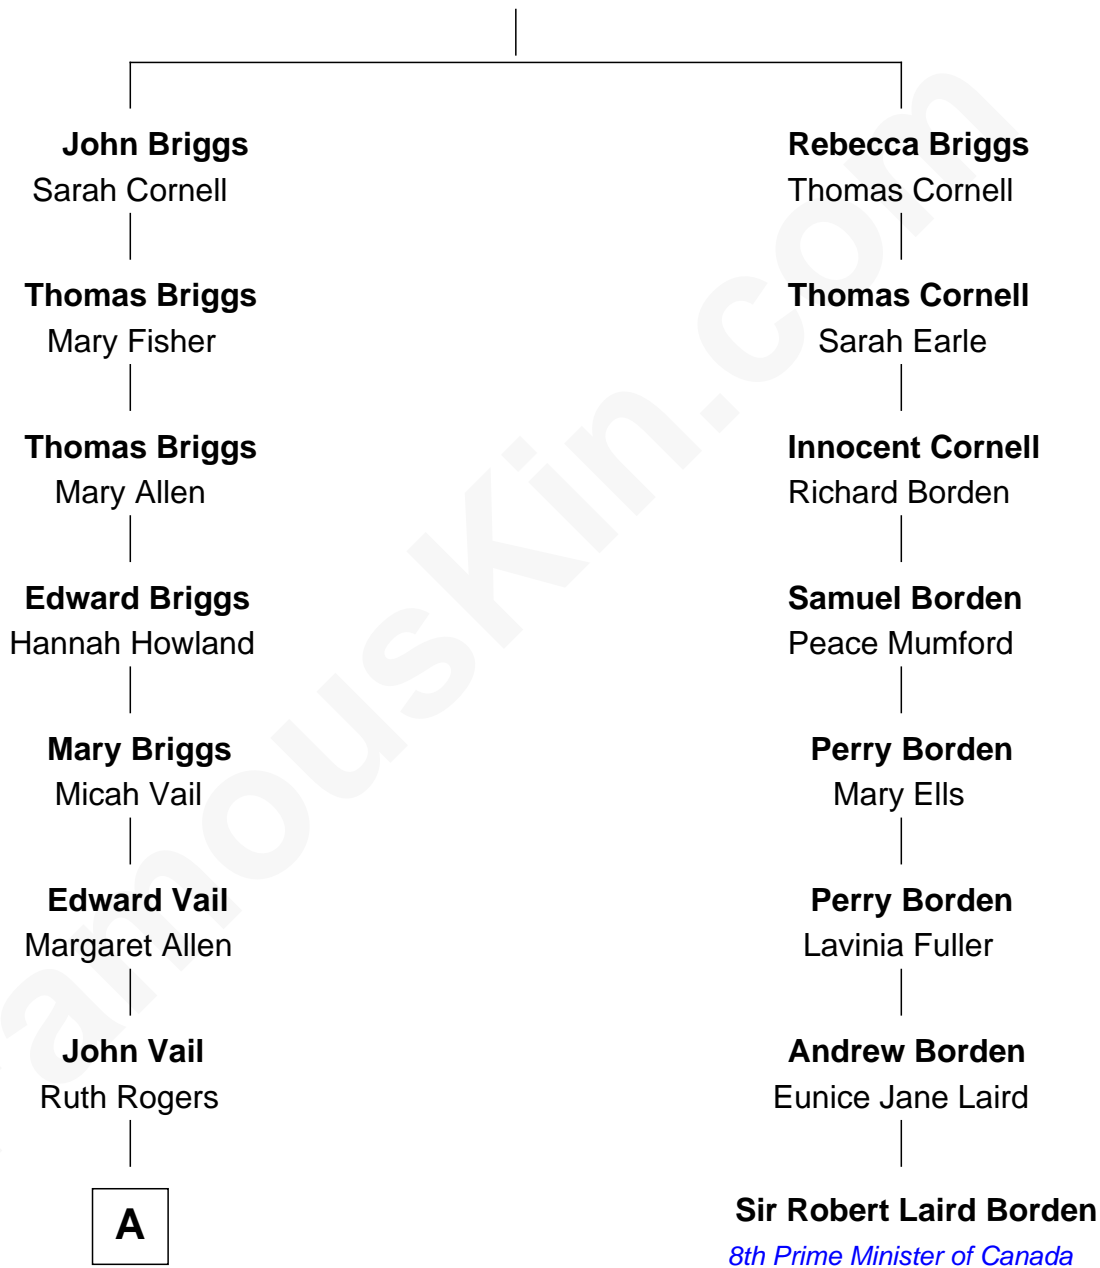 John Briggs
Sarah Cornell
Rebecca Briggs
Thomas Cornell
Thomas Briggs
Mary Fisher
Thomas Cornell
Sarah Earle
Thomas Briggs
Mary Allen
Innocent Cornell
Richard Borden
Edward Briggs
Hannah Howland
Samuel Borden
Peace Mumford
Mary Briggs
Micah Vail
Perry Borden
Mary Ells
Edward Vail
Margaret Allen
Perry Borden
Lavinia Fuller
John Vail
Ruth Rogers
Andrew Borden
Eunice Jane Laird
A
Sir Robert Laird Borden
8th Prime Minister of Canada
amouskin.com